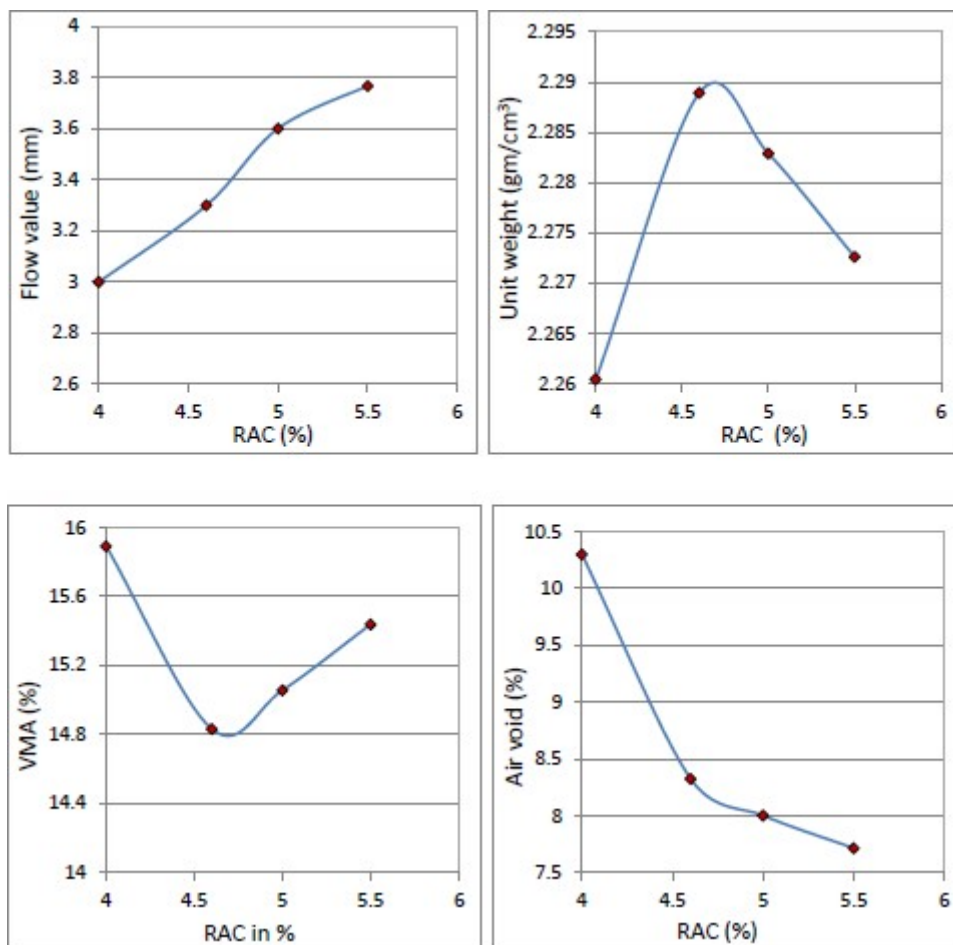 4
3.8
3.6
3.4
3.2
3
2.8
2.6
Flow value (mm)
4 4.5 5 5.5 6
RAC (%)
2.295
2.29
2.285
2.28
2.275
2.27
2.265
2.26
Unit weight (gm/cm³)
4 4.5 5 5.5 6
RAC (%)
16
15.6
15.2
14.8
14.4
14
VMA (%)
4 4.5 5 5.5 6
RAC in %
10.5
10
9.5
9
8.5
8
7.5
Air void (%)
4 4.5 5 5.5 6
RAC (%)